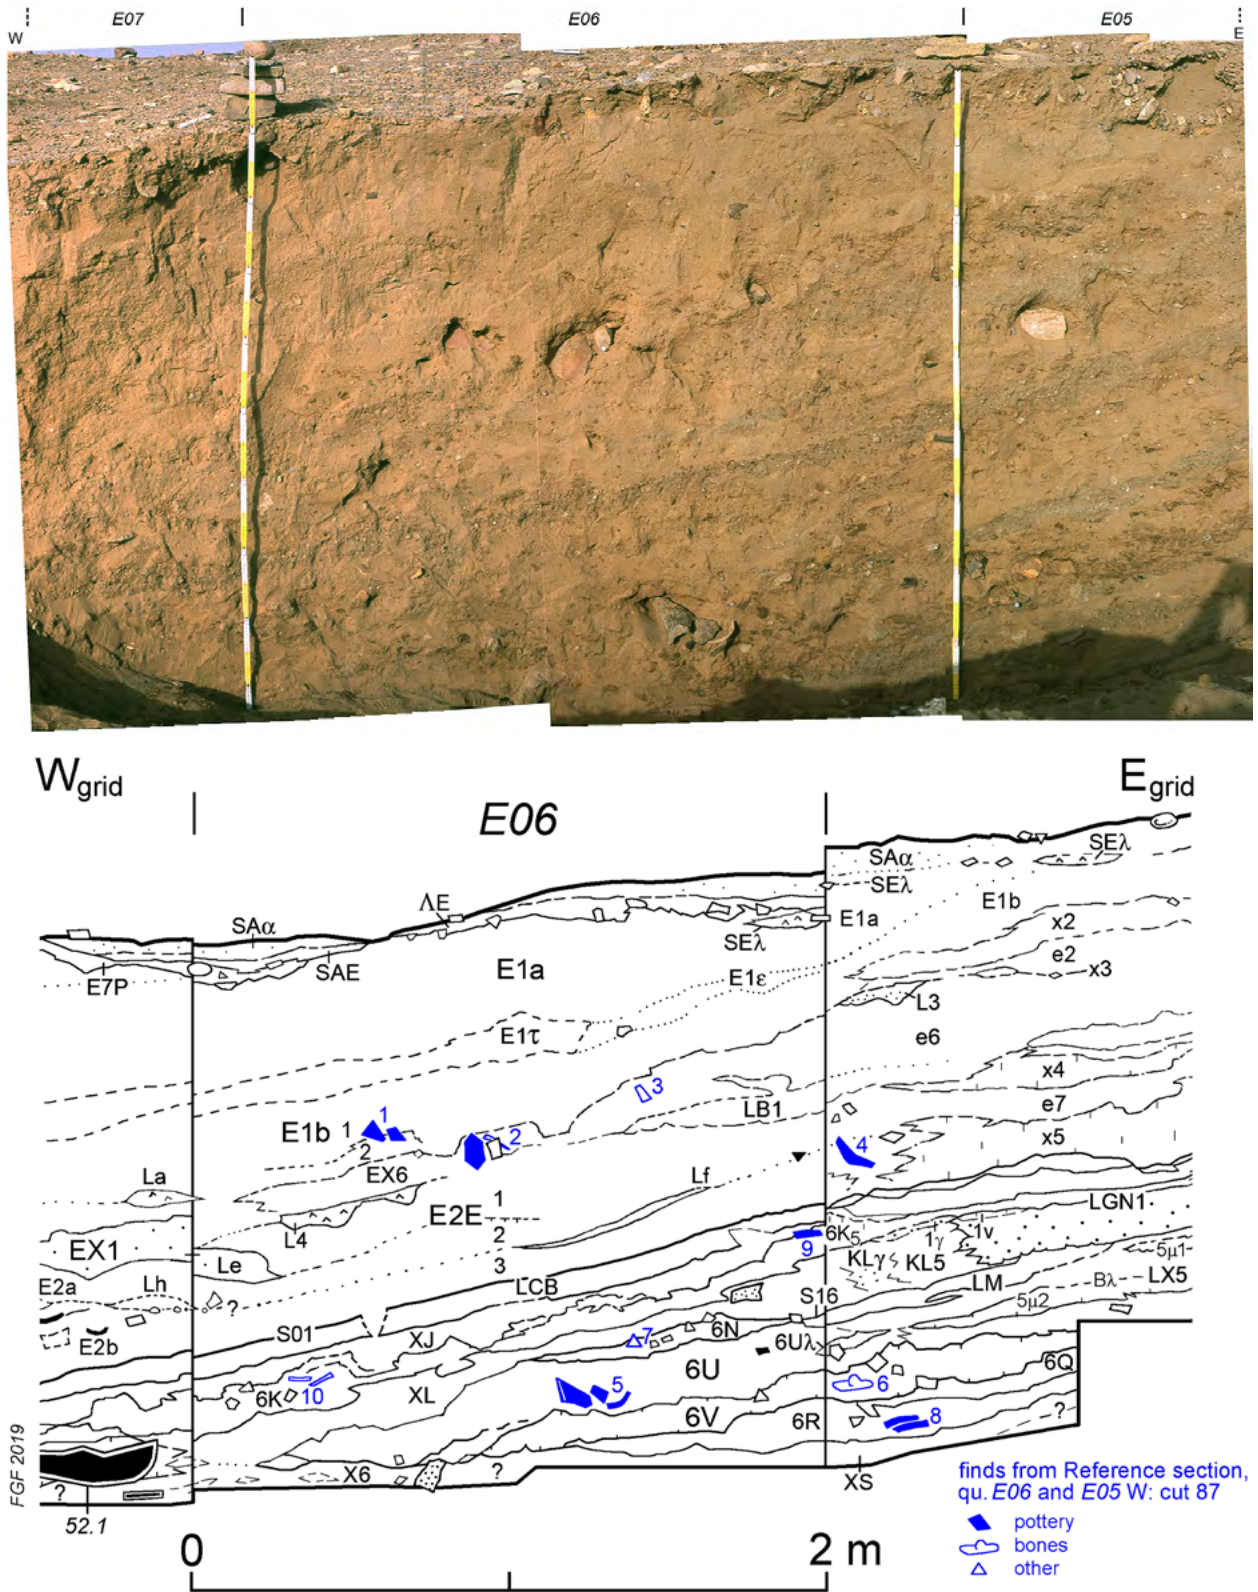 E07 E06 E05
W E
W grid E grid
E06
SEλ
SAα
SEλ
ΛE
E1b
SAα
E1a
x2
SEλ
SAE
E1a
e2
E7P
E1ε
x3
L3
E1τ
e6
x4
3
LB1
e7
1
E1b 1
2
4
x5
2
EX6
La
Lf
1
LGN1
E2E
L4
2
6K5
1γ
1v
EX1
9
5μ1
Le
3
KLγ
KL5
E2a
Lh
LCB
LM
Bλ
LX5
?
S16
5μ2
S01
E2b
XJ
7
6N
6Uλ
6Q
6U
6K
10
XL
5
6
6V
6R
8
?
X6
?
XS
?
FGF 2019
52.1
finds from Reference section,
qu. E06 and E05 W: cut 87
pottery
bones
other
0 2 m